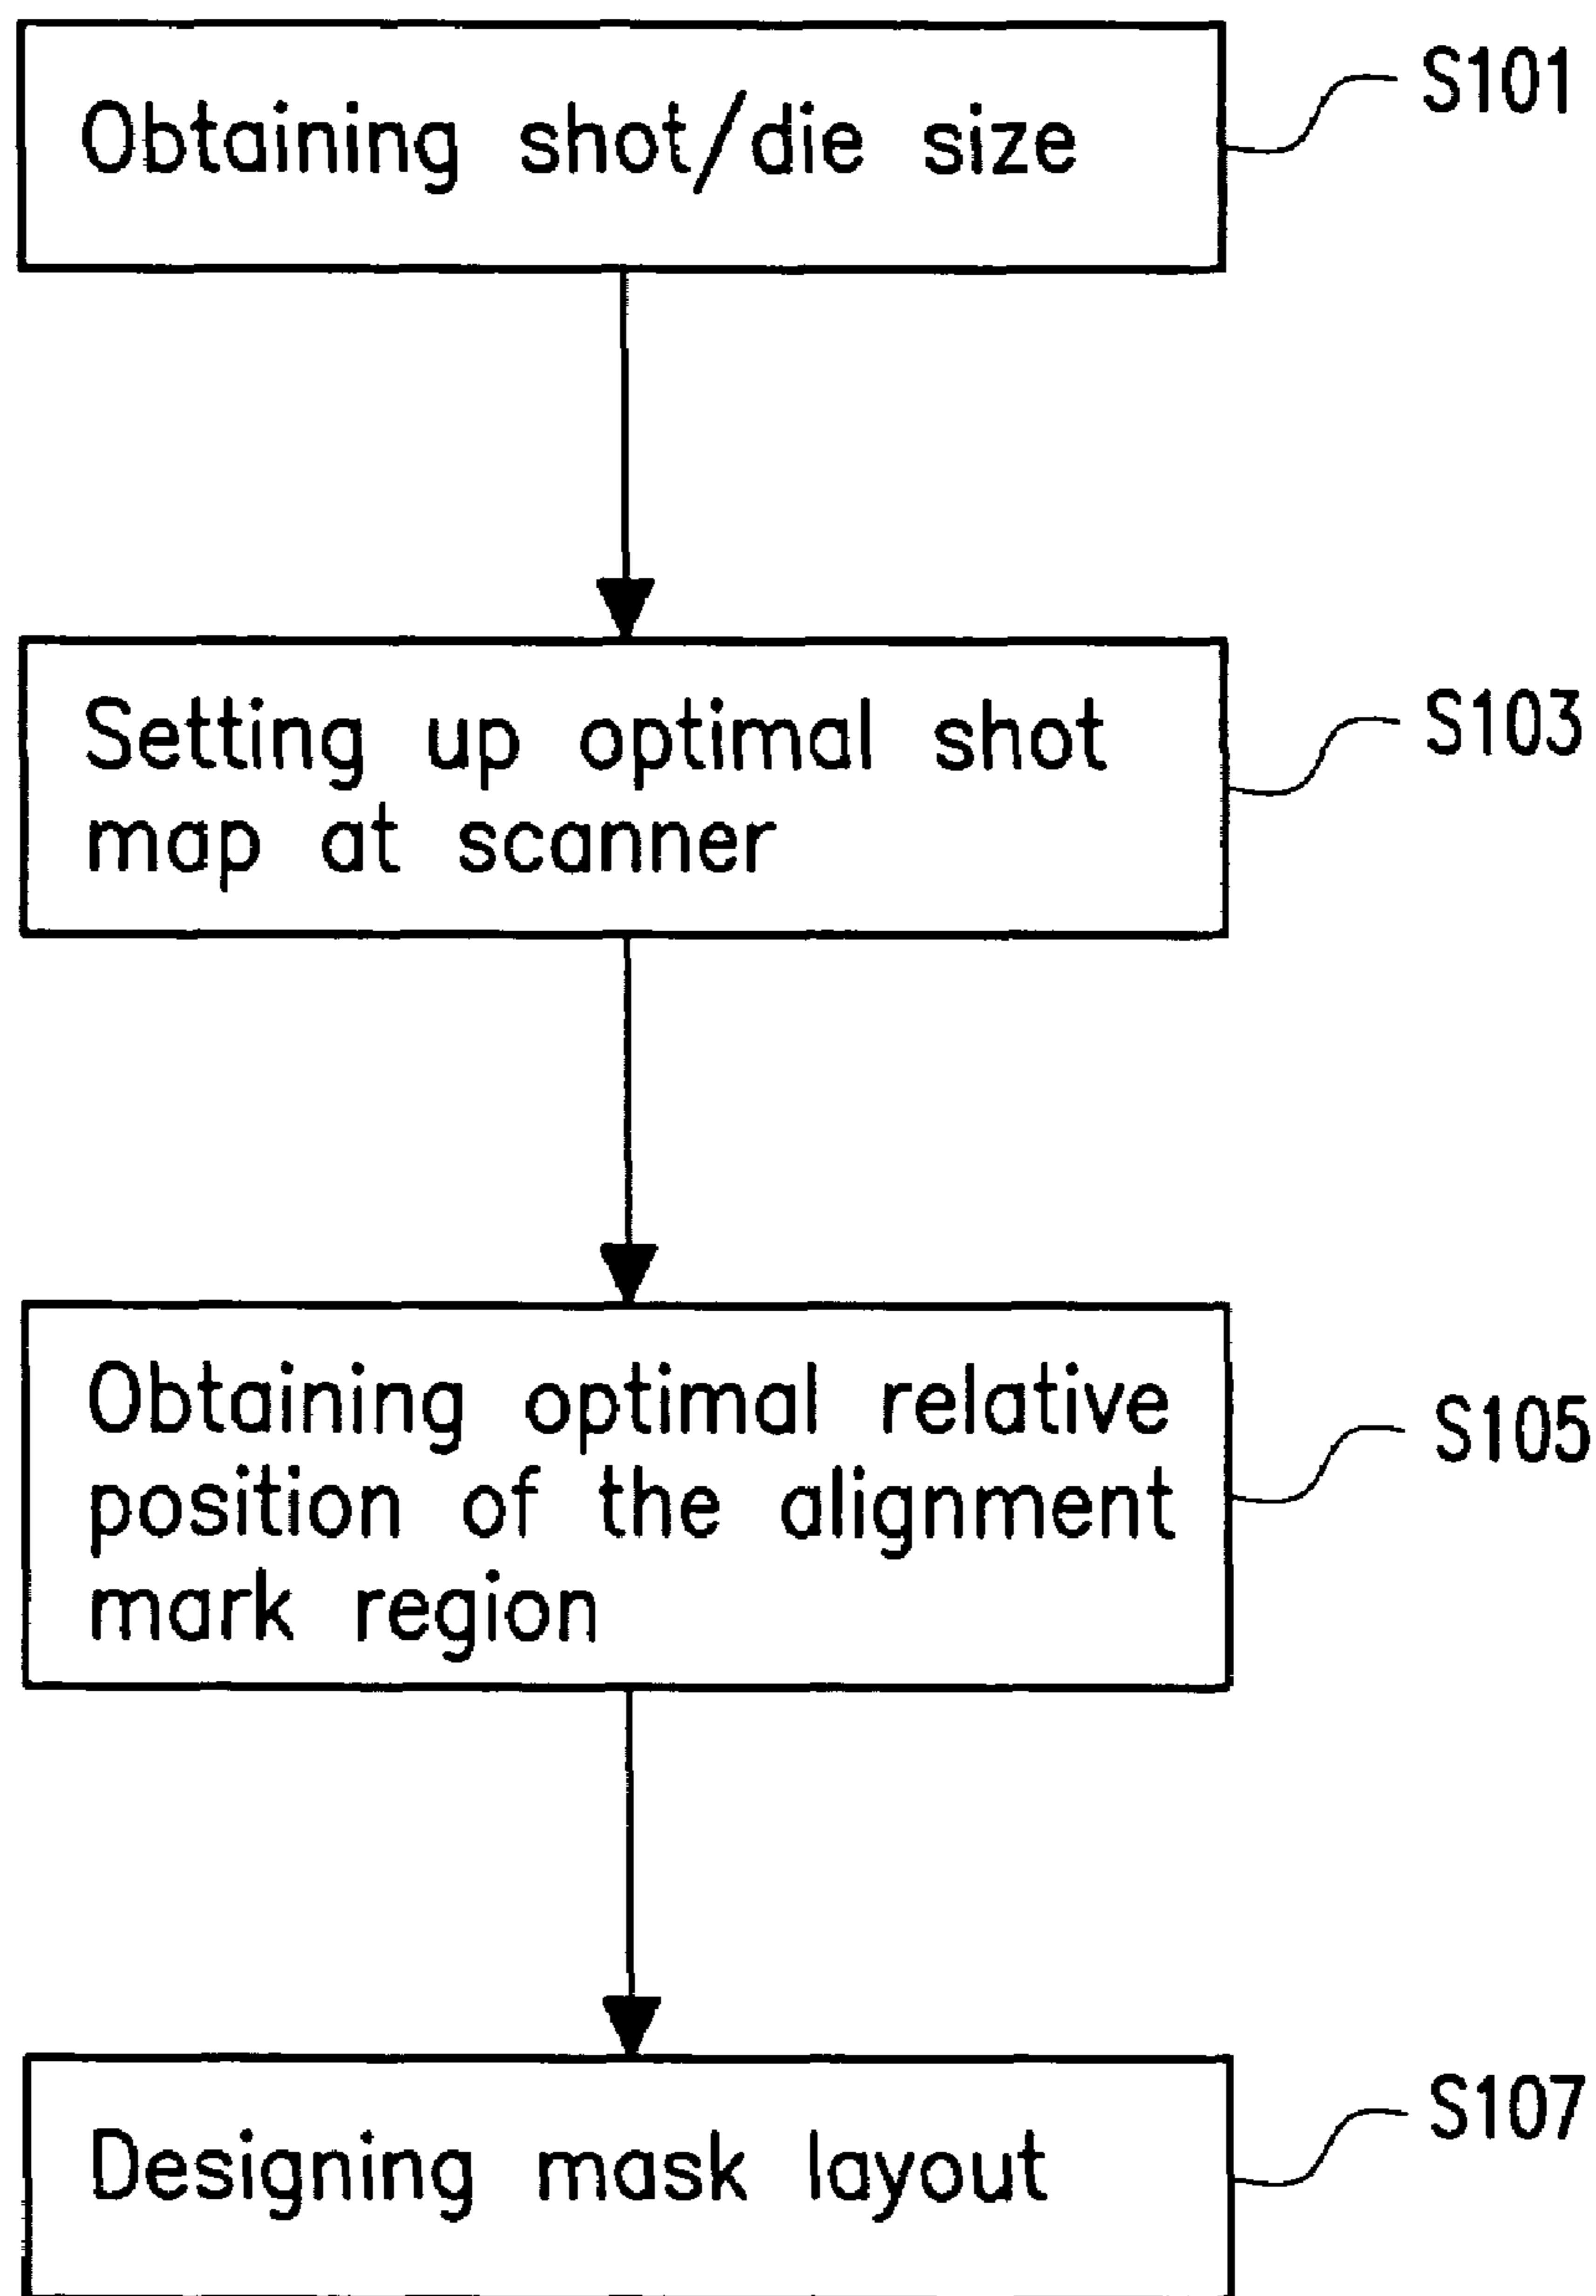 Obtaining shot/die size
S101
Setting up optimal shot
map at scanner
S103
Obtaining optimal relative
position of the alignment
mark region
S105
Designing mask layout
S107